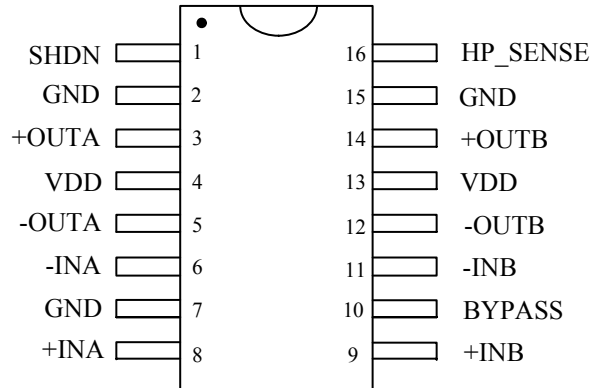 SHDN 1 16 HP_SENSE
GND 2 15 GND
+OUTA 3 14 +OUTB
VDD 4 13 VDD
-OUTA 5 12 -OUTB
-INA 6 11 -INB
GND 7 10 BYPASS
+INA 8 9 +INB